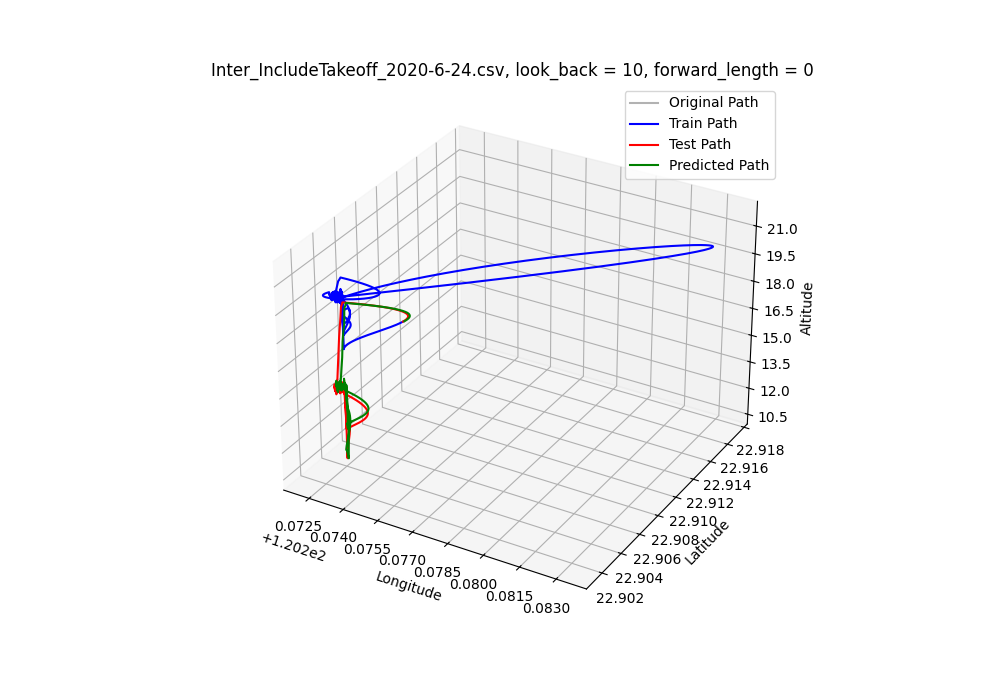 Inter_IncludeTakeoff_2020-6-24.csv, look_back = 10, forward_length = 0
Original Path
Train Path
Test Path
Predicted Path
21.0
19.5
18.0
16.5
15.0
13.5
12.0
10.5
Altitude
22.918
22.916
22.914
22.912
22.910
22.908
22.906
22.904
22.902
Latitude
0.0725
0.0740
0.0755
0.0770
0.0785
0.0800
0.0815
0.0830
+1.202e2
Longitude